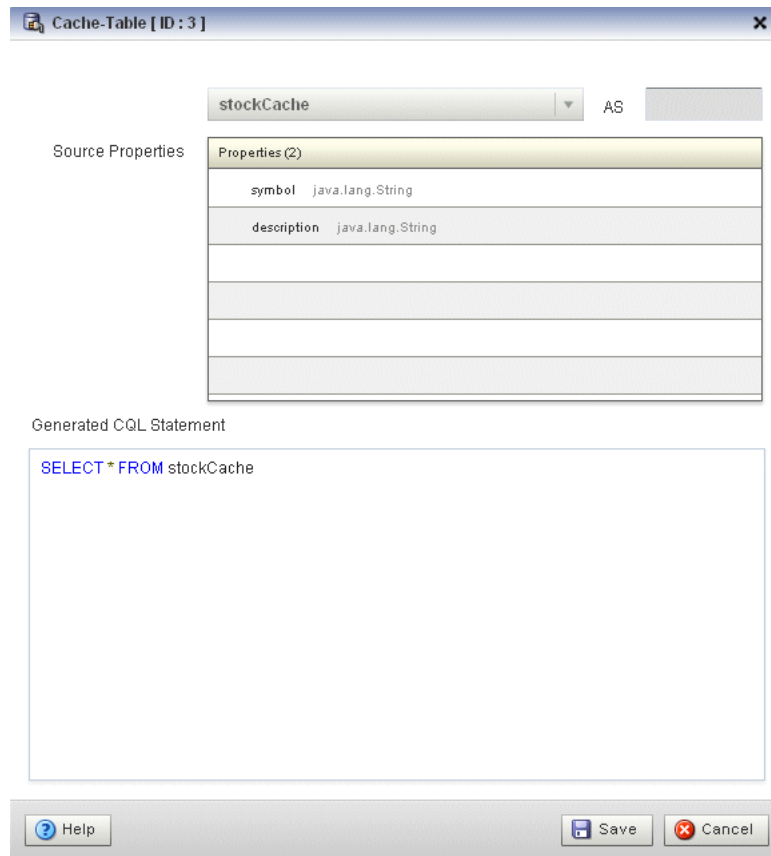 Cache-Table [ ID : 3 ]
stockCache AS
Source Properties
Properties (2)
symbol java.lang.String
description java.lang.String
Generated CQL Statement
SELECT * FROM stockCache
Help Save Cancel